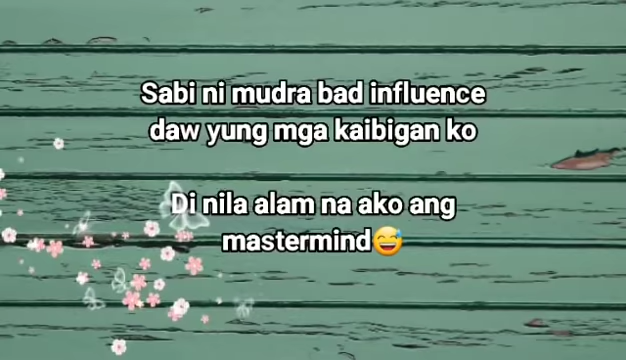 Sabi ni mudra bad influence
daw yung mga kaibigan ko
Di nila alam na ako ang
mastermind😅